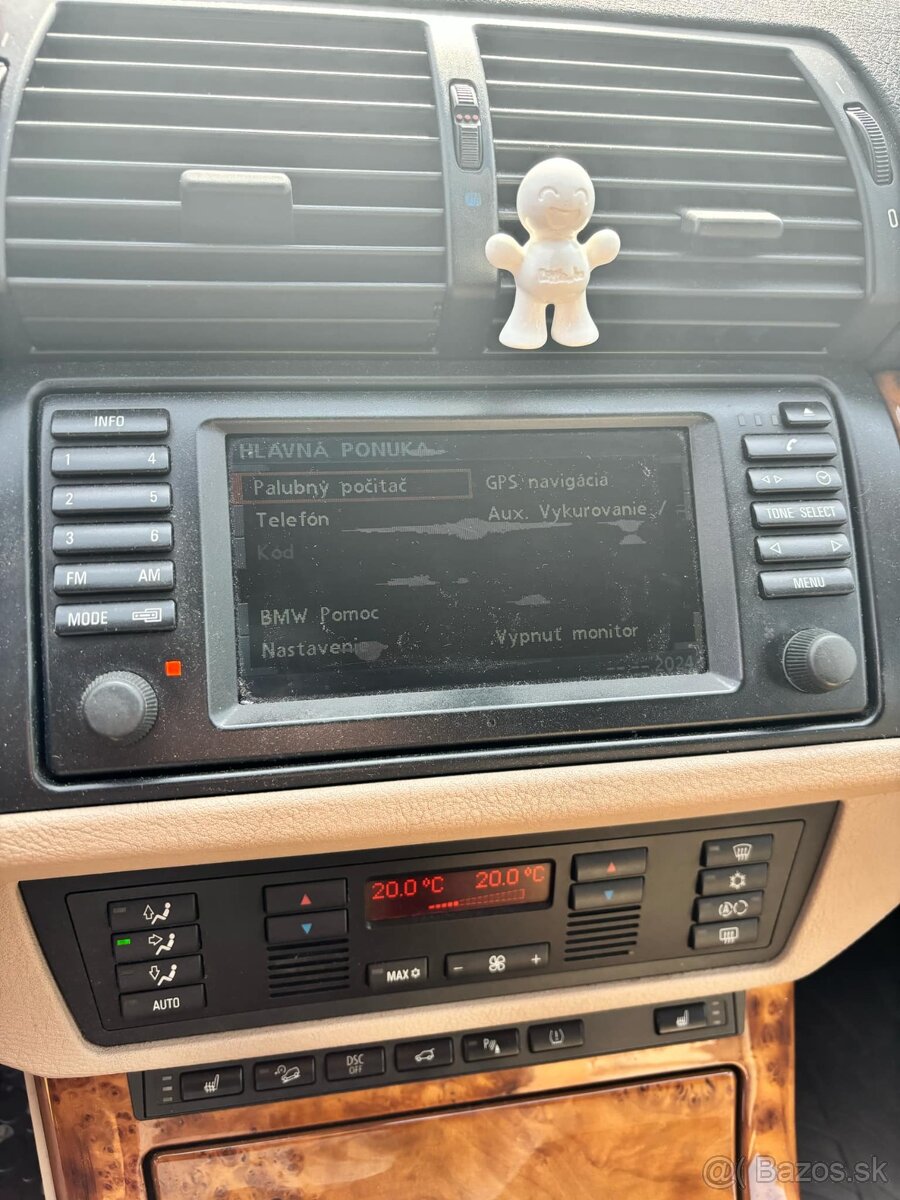 INFO
1 4
2 5
3 6
FM AM
MODE
HLAVNÁ PONUKA
Palubný počítač
GPS navigácia
Telefón
Aux. Vykurovanie /
Kód
BMW Pomoc
Nastaveni
Vypnuť monitor
2024
TONE SELECT
MENU
0
20.0 °C 20.0 °C
AUTO
MAX
- +
A
DSC
OFF
P
@ Bazos.sk